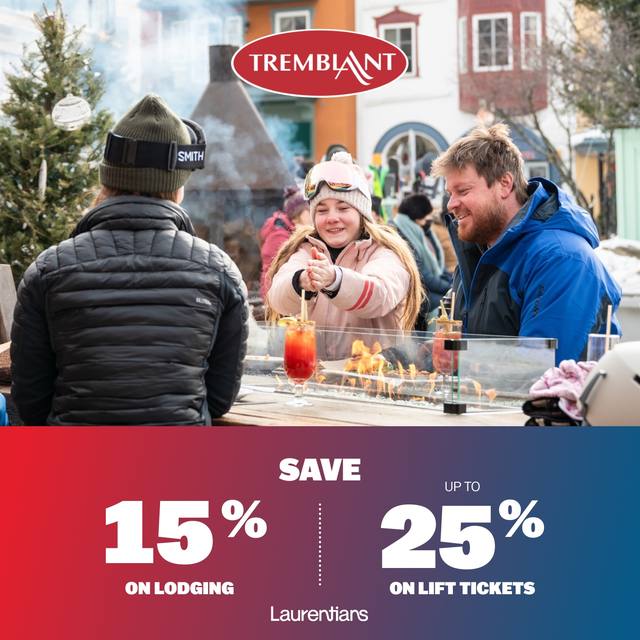 TREMBLANT
SMITH
SAVE
15%
ON LODGING
UP TO
25%
ON LIFT TICKETS
Laurentians